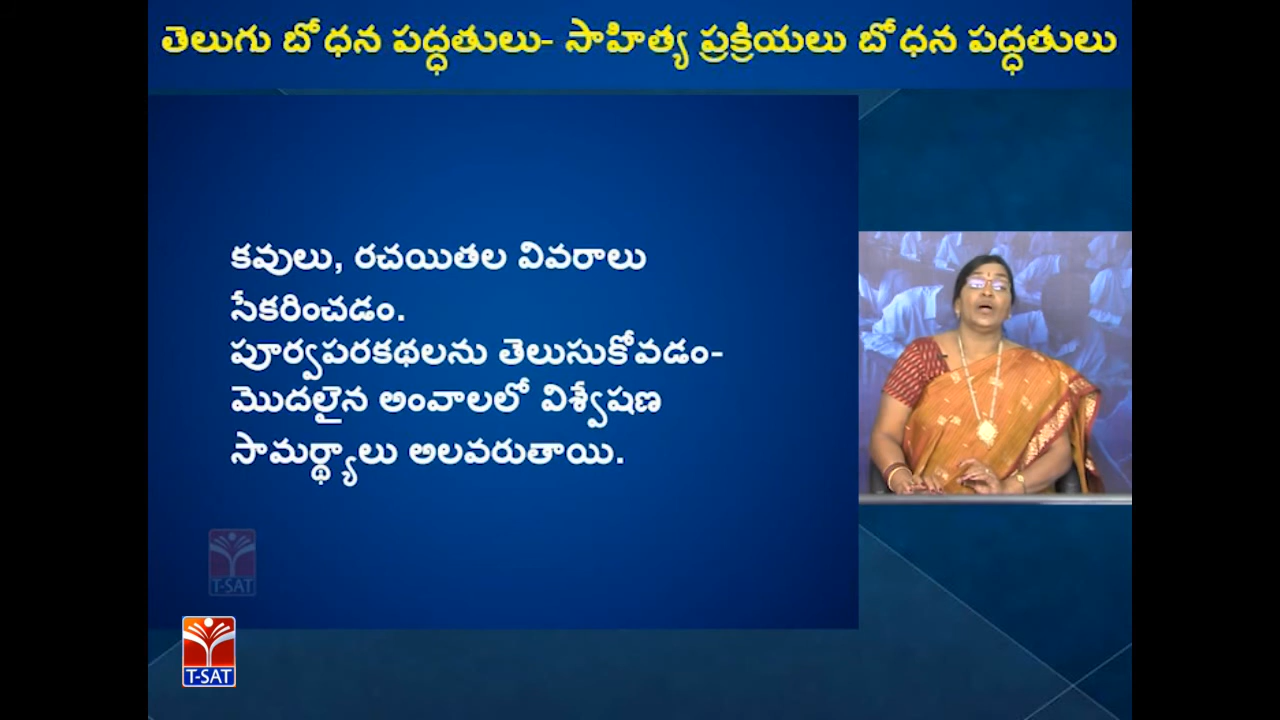 తెలుగు బోధన పద్ధతులు- సాహిత్య ప్రక్రియలు బోధన పద్ధతులు
కవులు, రచయితల వివరాలు
సేకరించడం.
పూర్వపరకథలను తెలుసుకోవడం-
మొదలైన అంవాలలో విశ్వేషణ
సామర్థ్యాలు అలవరుతాయి.
T-SAT
T-SAT